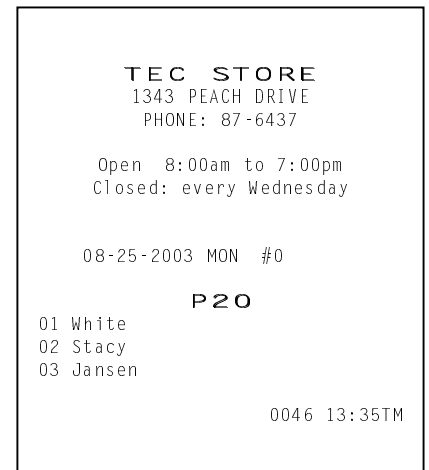 TEC STORE
1343 PEACH DRIVE
PHONE: 87-6437
Open 8:00am to 7:00pm
Closed: every Wednesday
08-25-2003 MON #0
P20
01 White
02 Stacy
03 Jansen
0046 13:35TM